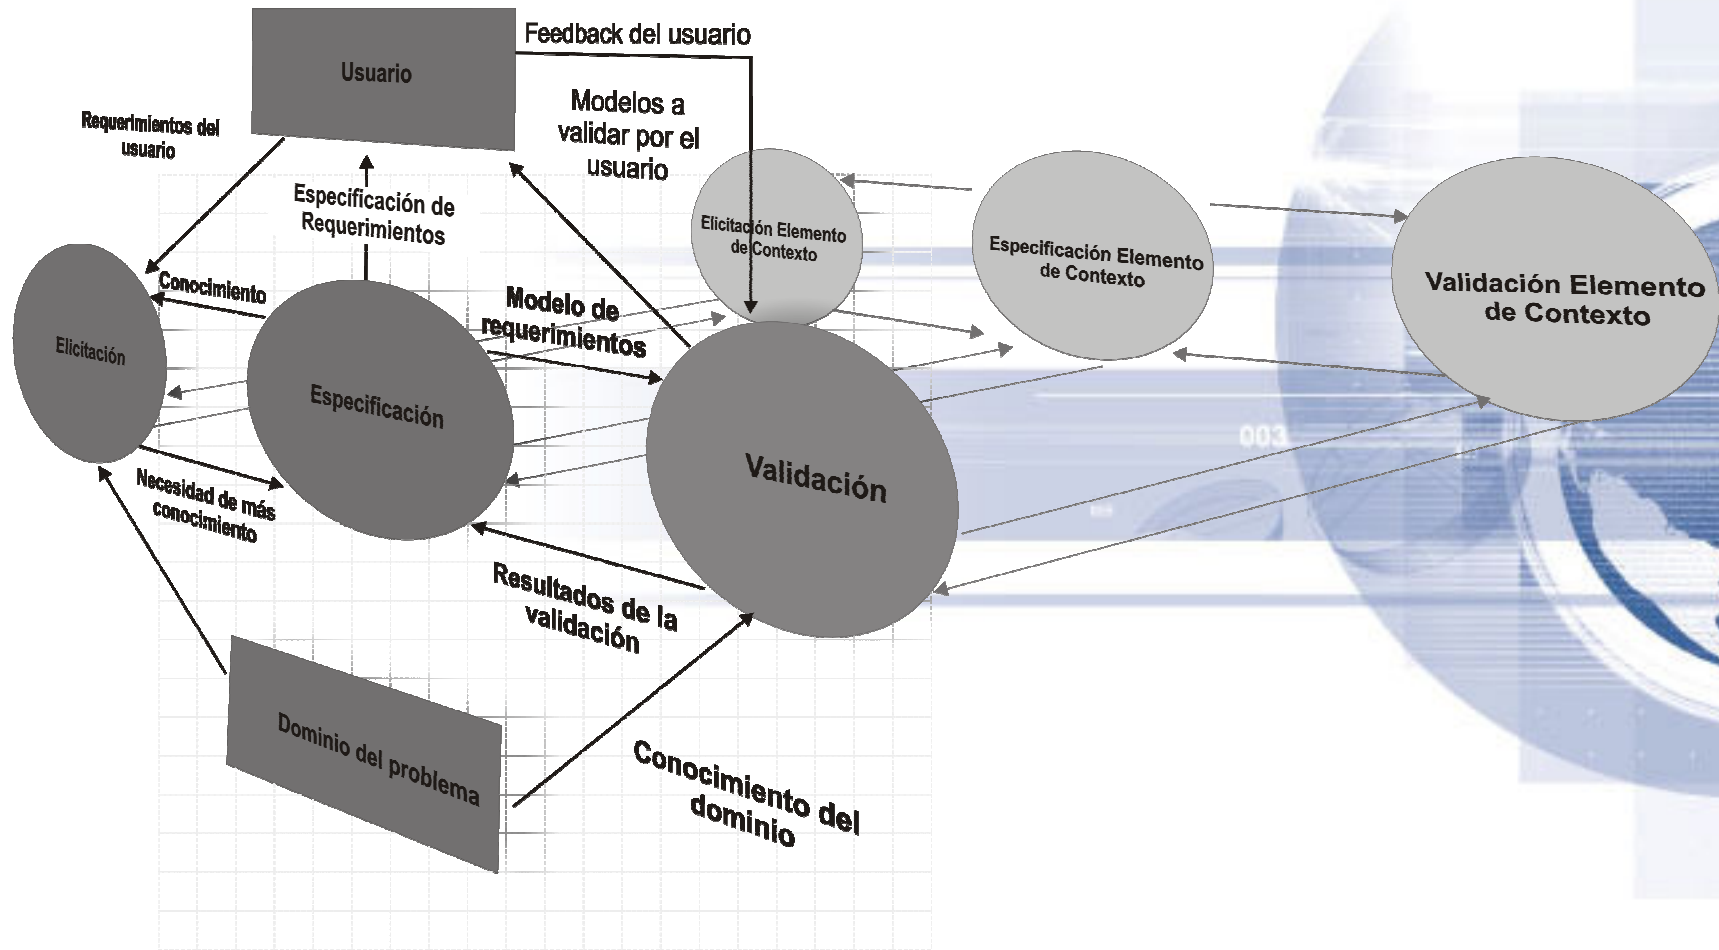 Feedback del usuario
Usuario
Modelos a
validar por el
usuario
Requerimientos del
usuario
Especificación de
Requerimientos
Elicitación Elemento
de Contexto
Especificación Elemento
de Contexto
Validación Elemento
de Contexto
Conocimiento
Modelo de
requerimientos
Elicitación
Especificación
Validación
003
Necesidad de más
conocimiento
Resultados de la
validación
Dominio del problema
Conocimiento del
dominio